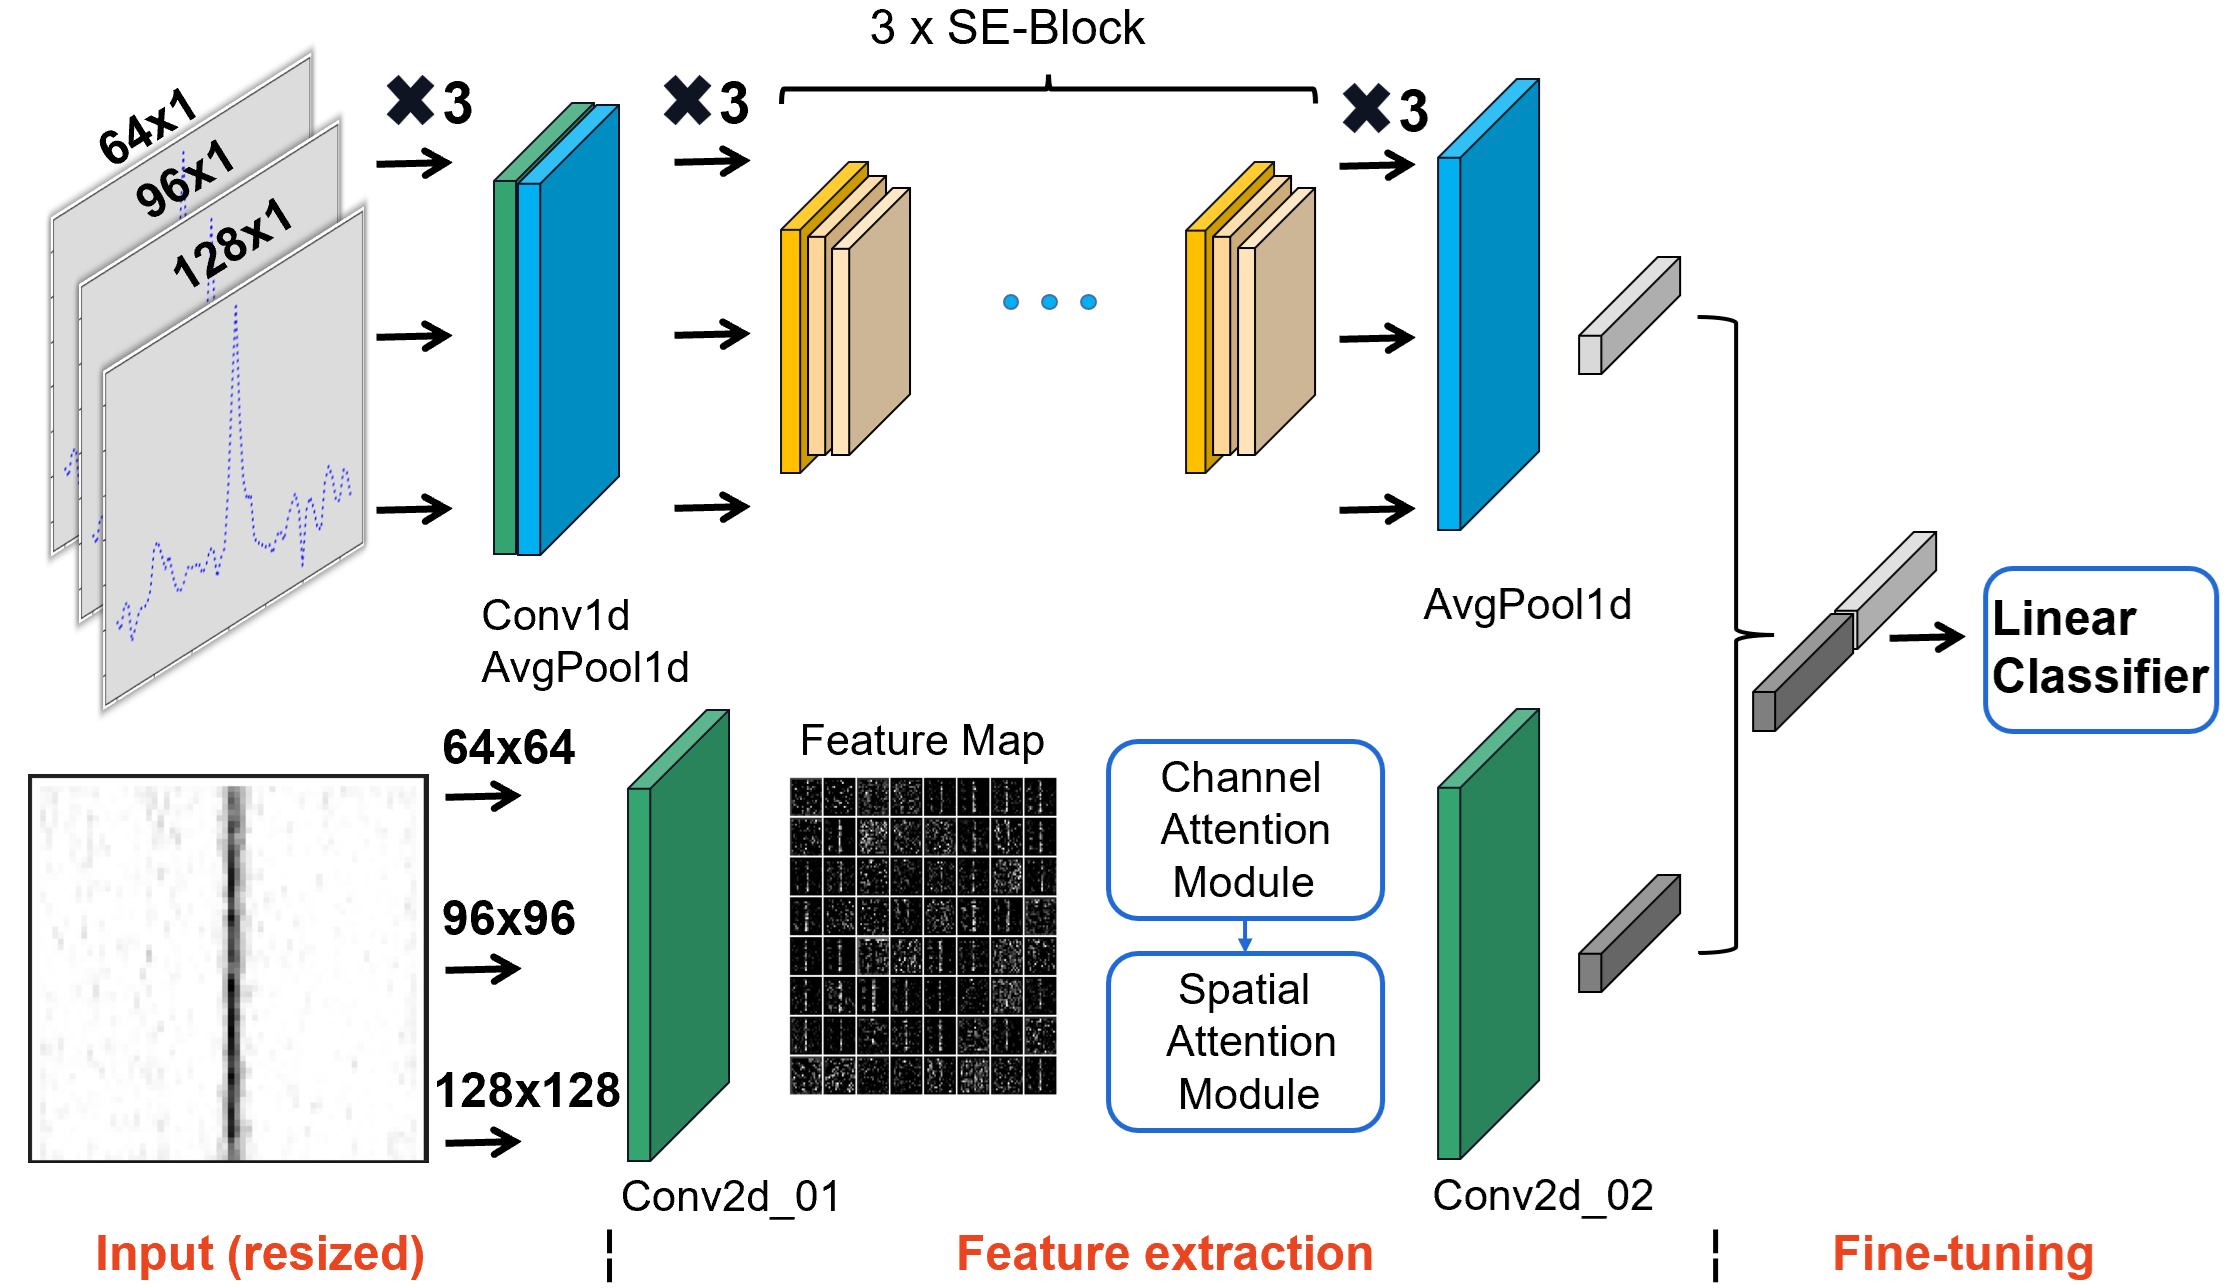 3 x SE-Block
✖3
✖3
✖3
64x1
96x1
128x1
Conv1d
AvgPool1d
AvgPool1d
Linear
Classifier
64x64
96x96
128x128
Feature Map
Channel
Attention
Module
Spatial
Attention
Module
Conv2d_01
Conv2d_02
Input (resized)
Feature extraction
Fine-tuning